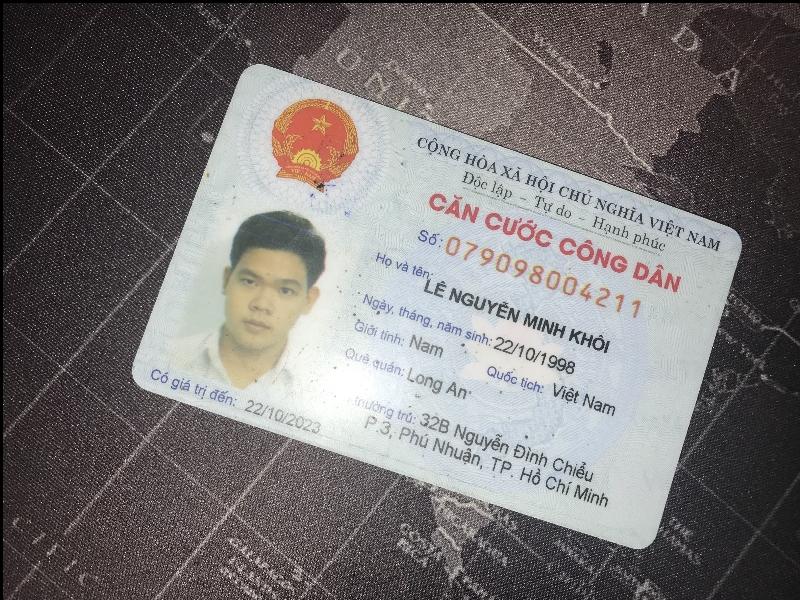 CỘNG HÒA XÃ HỘI CHỦ NGHĨA VIỆT NAM
Độc lập - Tự do - Hạnh phúc
CĂN CƯỚC CÔNG DÂN
Số: 079098004211
Họ và tên:
LÊ NGUYỄN MINH KHÔI
Ngày, tháng, năm sinh: 22/10/1998
Giới tính: Nam Quốc tịch: Việt Nam
Quê quán: Long An
thường trú: 32B Nguyễn Đình Chiểu
P.3, Phú Nhuận, TP. Hồ Chí Minh
Có giá trị đến: 22/10/2023